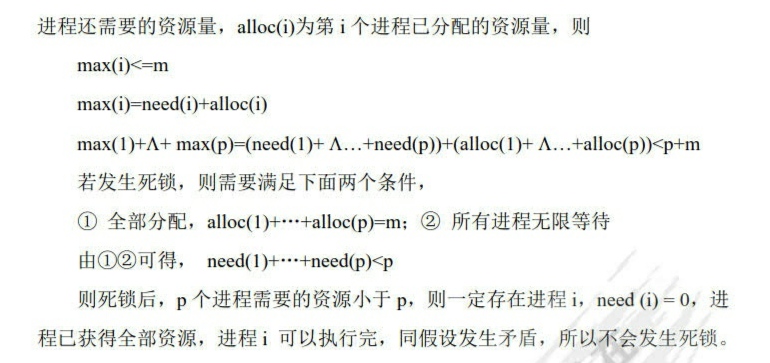 进程还需要的资源量，alloc(i)为第 i 个进程已分配的资源量，则
max(i)<=m
max(i)=need(i)+alloc(i)
max(1)+Λ+ max(p)=(need(1)+ Λ…+need(p))+(alloc(1)+ Λ…+alloc(p))<p+m
若发生死锁，则需要满足下面两个条件，
① 全部分配，alloc(1)+⋯+alloc(p)=m；② 所有进程无限等待
由①②可得， need(1)+⋯+need(p)<p
则死锁后，p 个进程需要的资源小于 p，则一定存在进程 i，need (i) = 0，进
程已获得全部资源，进程 i 可以执行完，同假设发生矛盾，所以不会发生死锁。